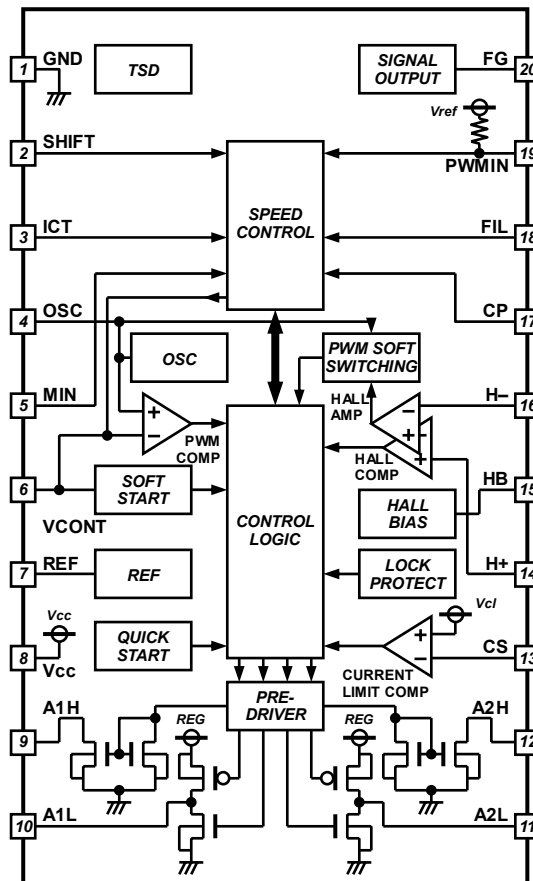 GND
1
TSD
SIGNAL
OUTPUT
FG
20
Vref
SHIFT
2
19
PWMIN
SPEED
CONTROL
ICT
3
FIL
18
OSC
4
CP
17
OSC
PWM SOFT
SWITCHING
MIN
5
HALL
AMP
H–
16
+
–
PWM
COMP
–
+
+
HALL
COMP
6
VCONT
SOFT
START
CONTROL
LOGIC
HALL
BIAS
HB
15
REF
7
REF
LOCK
PROTECT
H+
14
Vcc
8
Vcc
QUICK
START
Vcl
+
–
CURRENT
LIMIT COMP
CS
13
A1H
9
PRE-
DRIVER
A2H
12
REG
REG
A1L
10
A2L
11